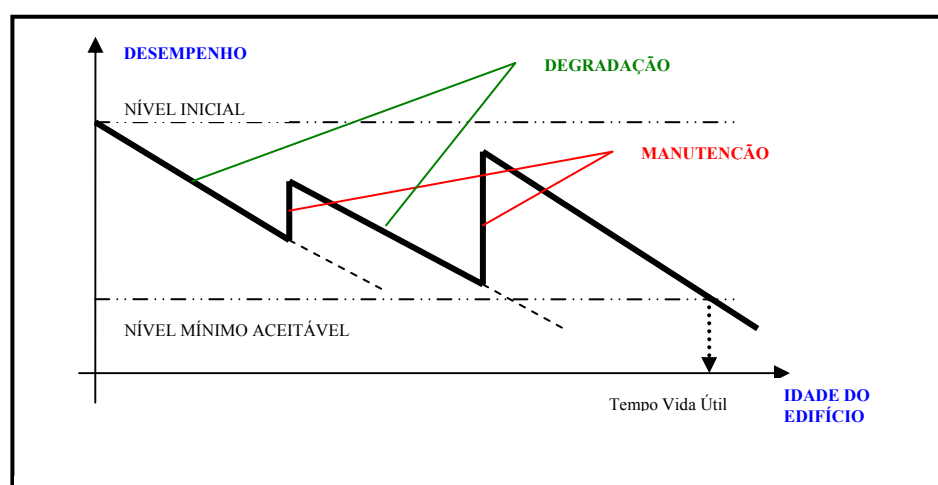 DESEMPENHO
DEGRADAÇÃO
NÍVEL INICIAL
MANUTENCÃO
NÍVEL MÍNIMO ACEITÁVEL
Tempo Vida Útil
IDADE DO
EDIFÍCIO